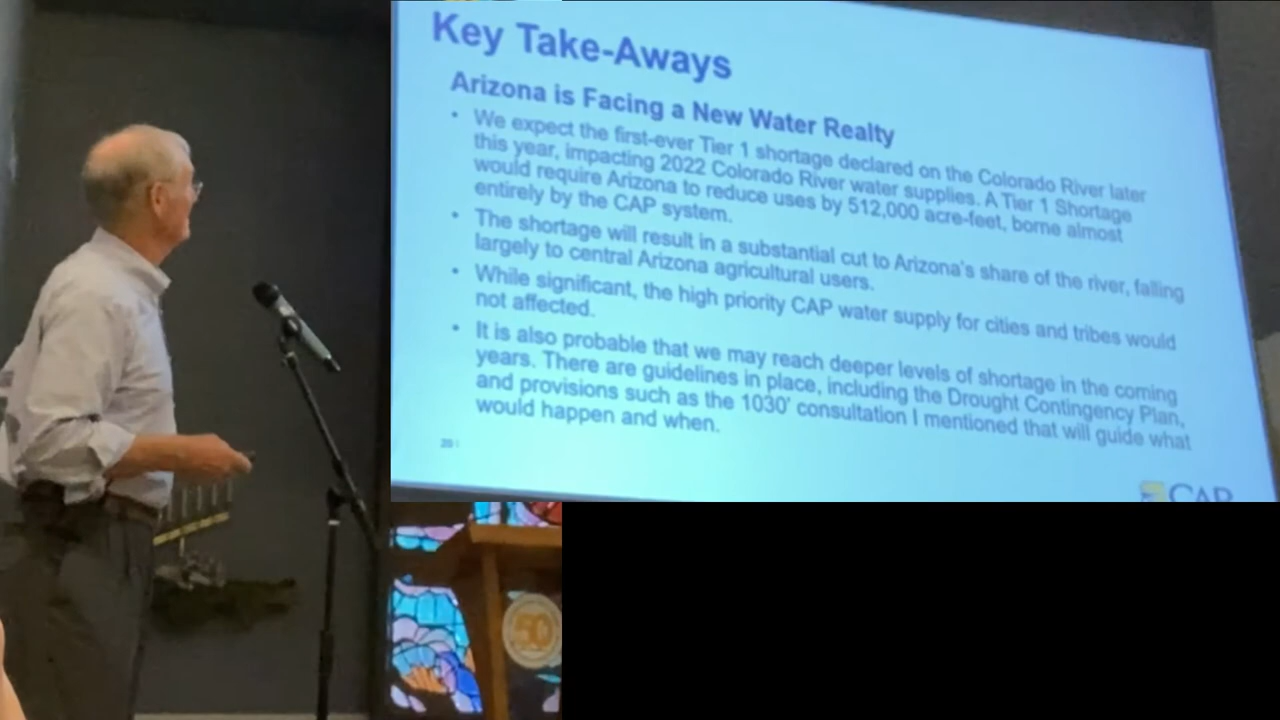 Key Take-Aways
Arizona is Facing a New Water Realty
• We expect the first-ever Tier 1 shortage declared on the Colorado River later
this year, impacting 2022 Colorado River water supplies. A Tier 1 Shortage
would require Arizona to reduce uses by 512,000 acre-feet, borne almost
entirely by the CAP system.
• The shortage will result in a substantial cut to Arizona's share of the river, falling
largely to central Arizona agricultural users.
• While significant, the high priority CAP water supply for cities and tribes would
not affected.
• It is also probable that we may reach deeper levels of shortage in the coming
years. There are guidelines in place, including the Drought Contingency Plan,
and provisions such as the 1030' consultation I mentioned that will guide what
would happen and when.
CAP
50